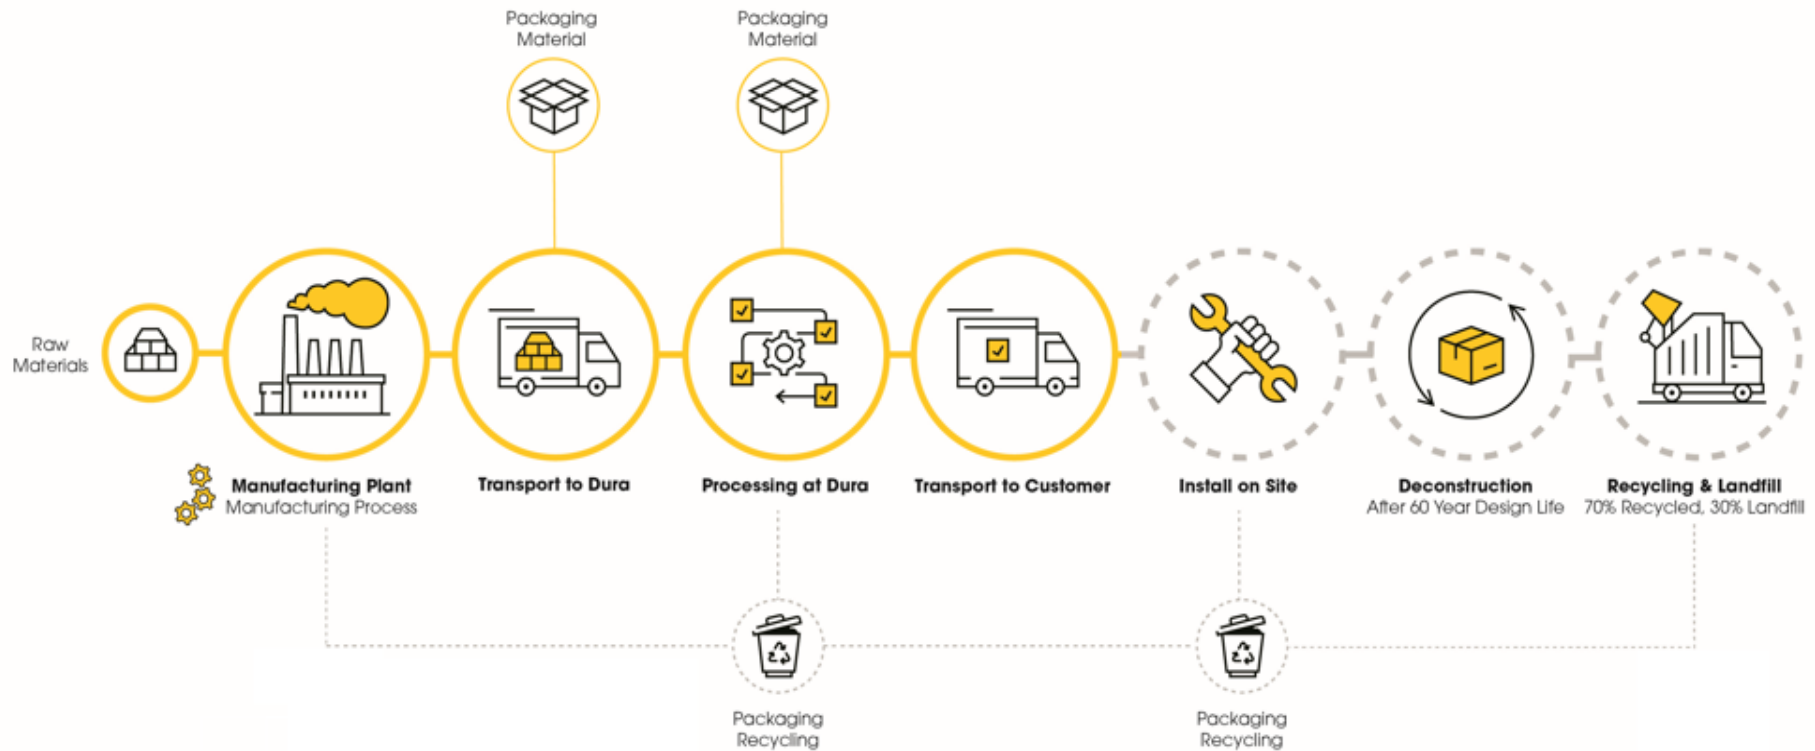 Packaging
Material
Packaging
Material
Raw
Materials
Manufacturing Plant
Manufacturing Process
Transport to Dura
Processing at Dura
Transport to Customer
Install on Site
Deconstruction
After 60 Year Design Life
Recycling & Landfill
70% Recycled, 30% Landfill
Packaging
Recycling
Packaging
Recycling